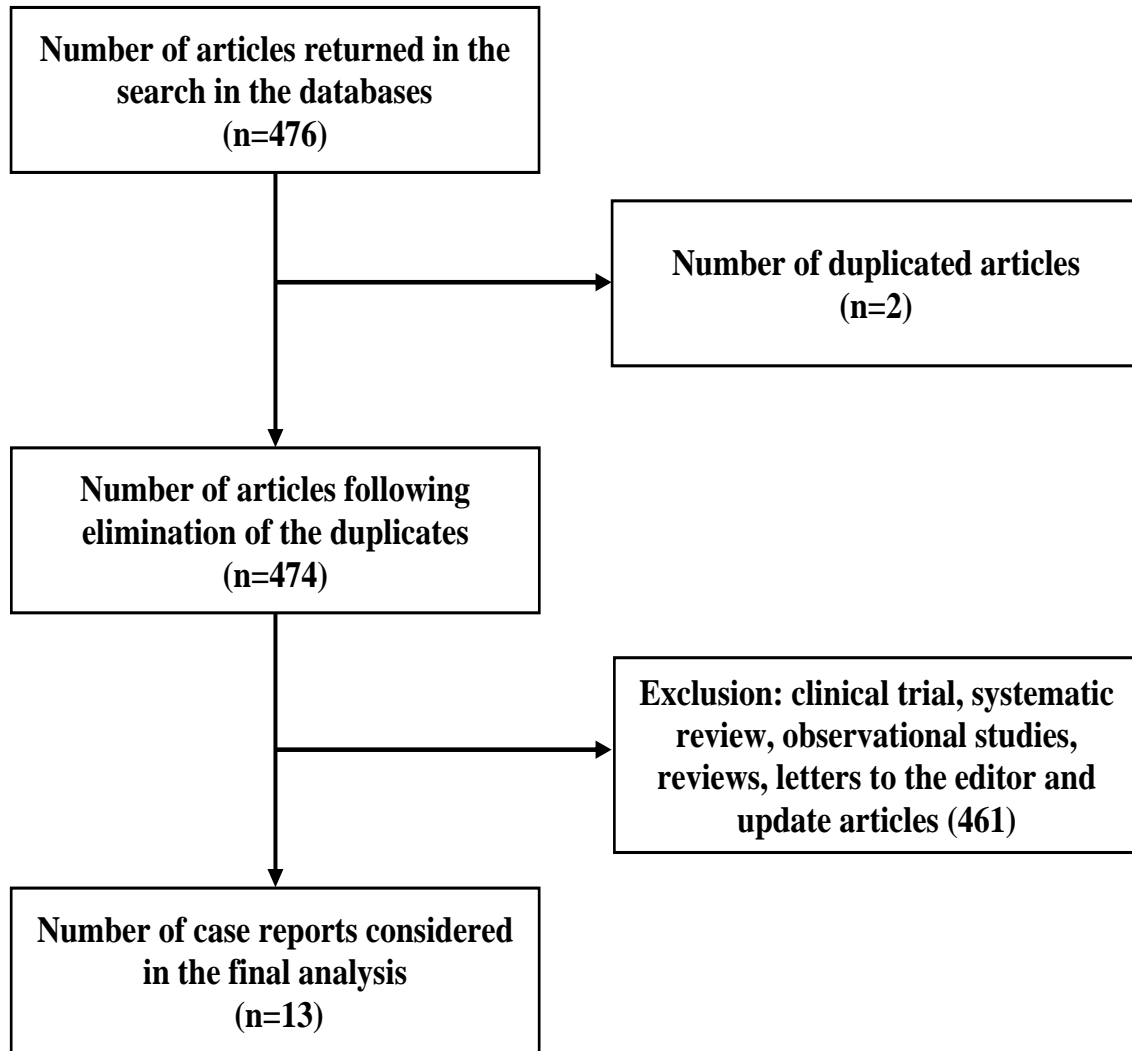 Number of articles returned in the
search in the databases
(n=476)
Number of duplicated articles
(n=2)
Number of articles following
elimination of the duplicates
(n=474)
Exclusion: clinical trial, systematic
review, observational studies,
reviews, letters to the editor and
update articles (461)
Number of case reports considered
in the final analysis
(n=13)